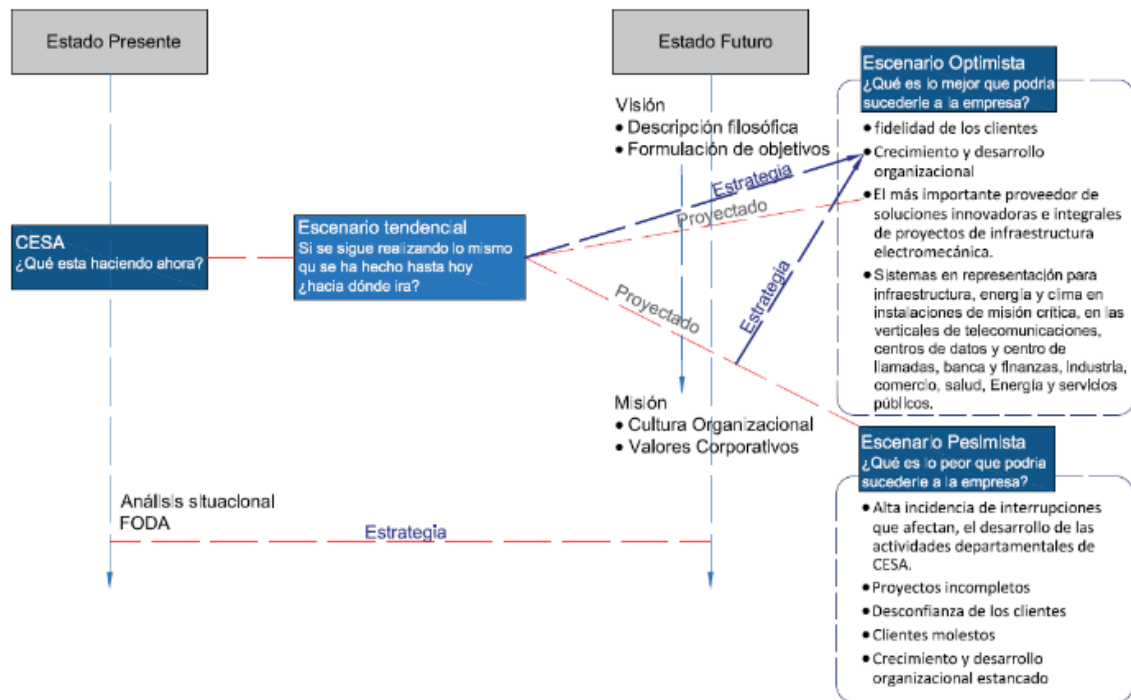 Estado Presente
Estado Futuro
Escenario Optimista
¿Qué es lo mejor que podría
sucederle a la empresa?
Visión
• Descripción filosófica
• Formulación de objetivos
• fidelidad de los clientes
• Crecimiento y desarrollo
organizacional
• El más importante proveedor de
soluciones innovadoras e integrales
de proyectos de infraestructura
electromecánica.
• Sistemas en representación para
infraestructura, energía y clima en
instalaciones de misión crítica, en las
verticales de telecomunicaciones,
centros de datos y centro de
llamadas, banca y finanzas, industria,
comercio, salud, Energía y servicios
públicos.
Estrategia
Proyectado
CESA
¿Qué esta haciendo ahora?
Escenario tendencial
Si se sigue realizando lo mismo
qu se ha hecho hasta hoy
¿hacia dónde ira?
Proyectado
Estrategia
Misión
• Cultura Organizacional
• Valores Corporativos
Escenario Pesimista
¿Qué es lo peor que podría
sucederle a la empresa?
• Alta incidencia de interrupciones
que afectan, el desarrollo de las
actividades departamentales de
CESA.
• Proyectos incompletos
• Desconfianza de los clientes
• Clientes molestos
• Crecimiento y desarrollo
organizacional estancado
Análisis situacional
FODA
Estrategia